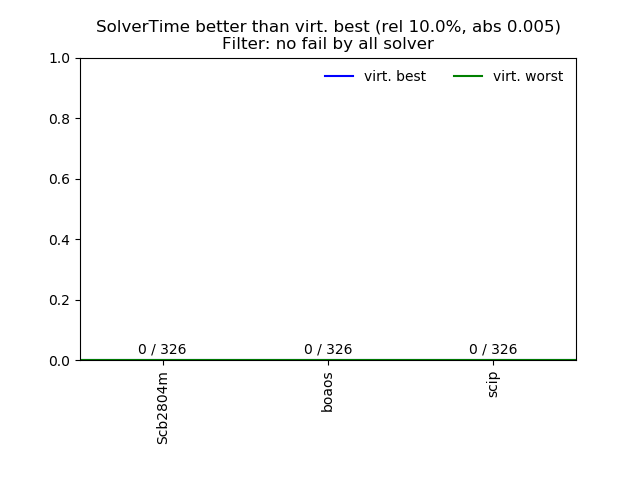 SolverTime better than virt. best (rel 10.0%, abs 0.005)
Filter: no fail by all solver
virt. best
virt. worst
1.0
0.8
0.6
0.4
0.2
0.0
0 / 326
0 / 326
0 / 326
Scb2804m
boaos
scip